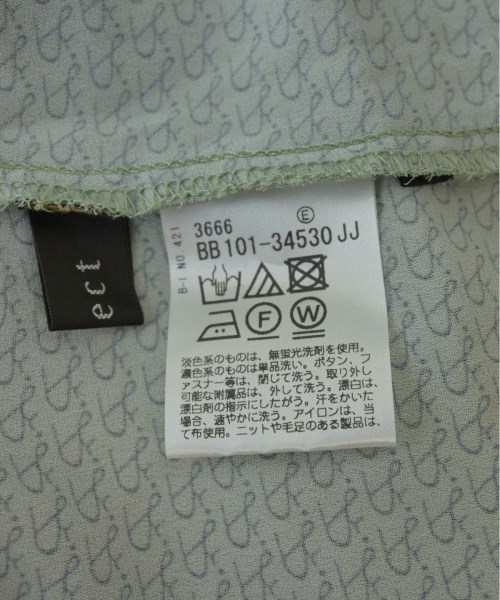 3666
Ⓔ
BB 101-34530 JJ
B-1 NO. 421
F
W
淡色系のものは、無蛍光洗剤を使用。
濃色系のものは単品洗い。ボタン、フ
ァスナー等は、閉じて洗う。取り外し
可能な附属品は、外して洗う。漂白は、
漂白剤の指示にしたがう。汗をかいた
場合、速やかに洗う。アイロンは、当
て布使用。ニットや毛足のある製品は、
ect